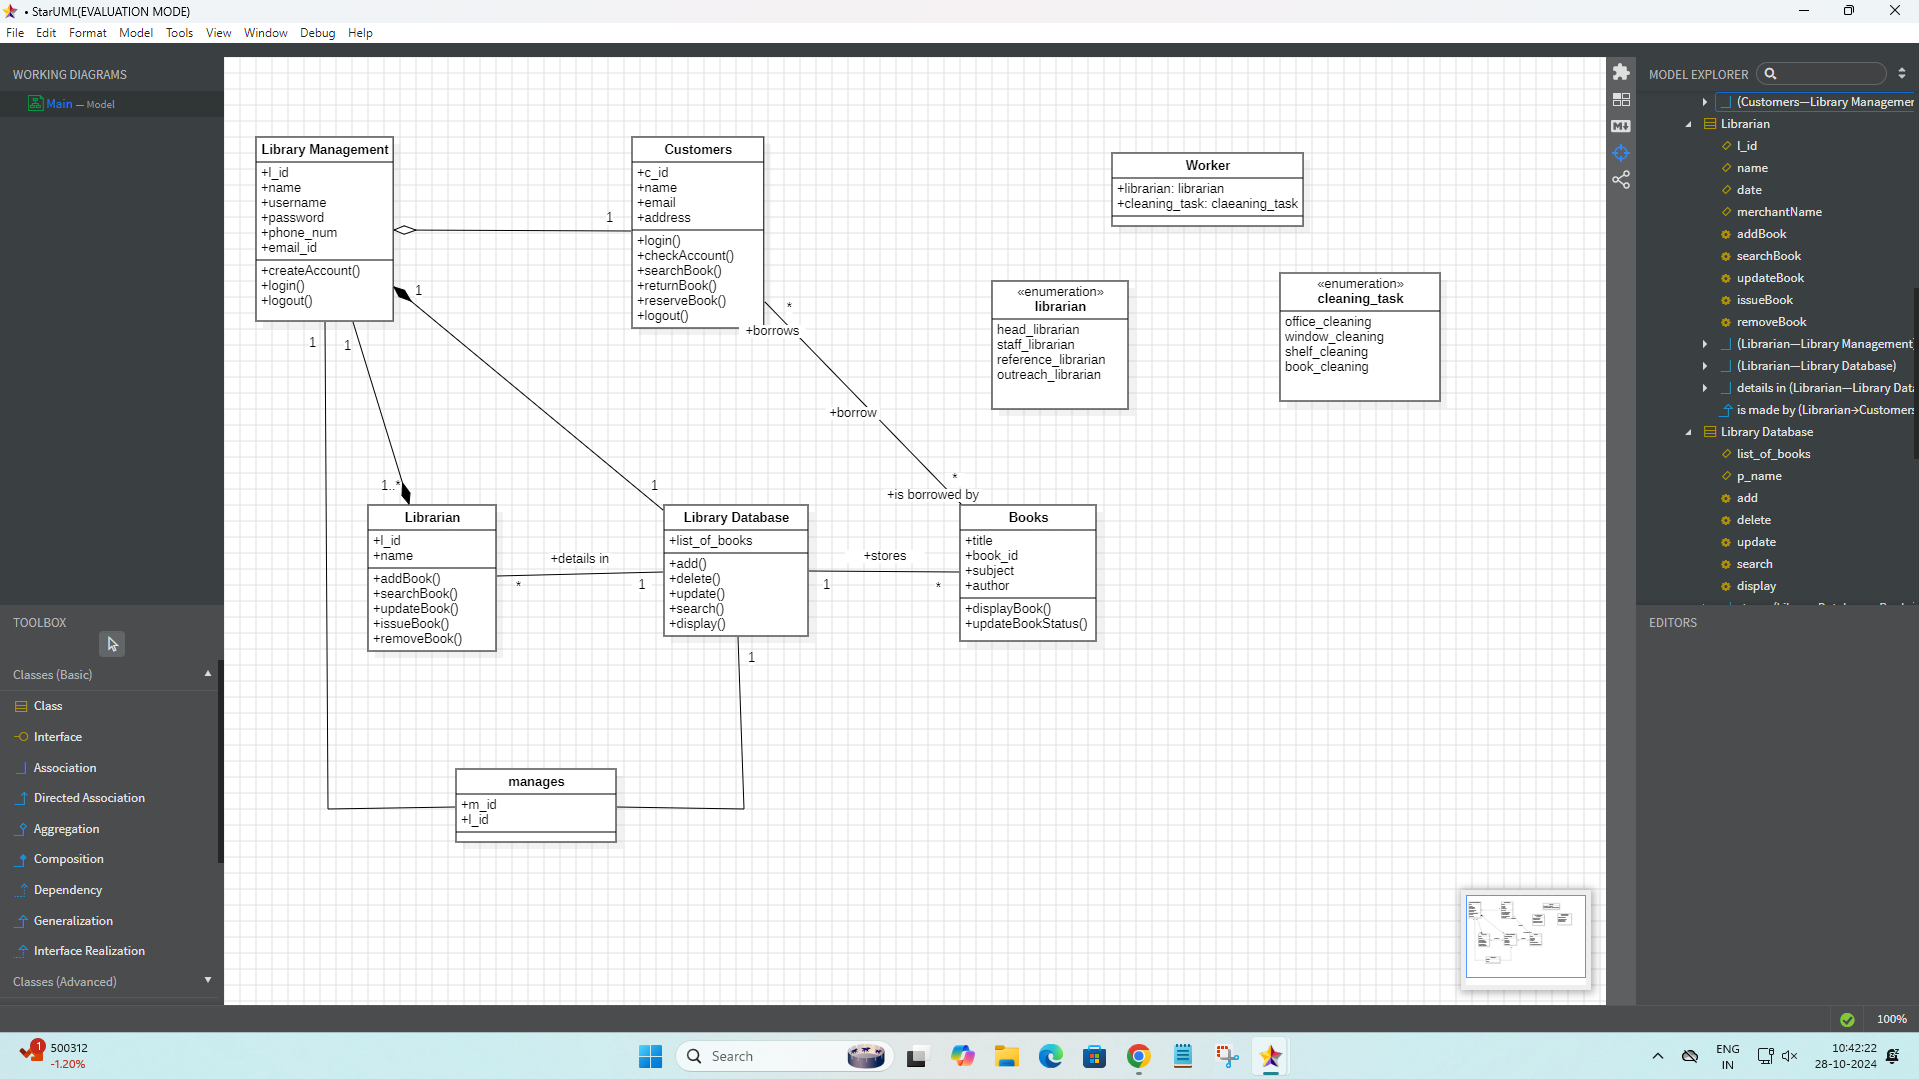 • StarUML(EVALUATION MODE)
File Edit Format Model Tools View Window Debug Help
WORKING DIAGRAMS
Main — Model
TOOLBOX
Classes (Basic)
Class
Interface
Association
Directed Association
Aggregation
Composition
Dependency
Generalization
Interface Realization
Classes (Advanced)
Library Management
+l_id
+name
+username
+password
+phone_num
+email_id
+createAccount()
+login()
+logout()
1
Customers
+c_id
+name
+email
+address
+login()
+checkAccount()
+searchBook()
+returnBook()
+reserveBook()
+logout()
1
1
1
*
+borrows
+borrow
*
+is borrowed by
Worker
+librarian: librarian
+cleaning_task: claeaning_task
«enumeration»
librarian
head_librarian
staff_librarian
reference_librarian
outreach_librarian
«enumeration»
cleaning_task
office_cleaning
window_cleaning
shelf_cleaning
book_cleaning
1..*
1
Librarian
+l_id
+name
+addBook()
+searchBook()
+updateBook()
+issueBook()
+removeBook()
+details in
*
1
Library Database
+list_of_books
+add()
+delete()
+update()
+search()
+display()
+stores
1
*
Books
+title
+book_id
+subject
+author
+displayBook()
+updateBookStatus()
1
manages
+m_id
+l_id
MODEL EXPLORER
(Customers—Library Managemer
Librarian
l_id
name
date
merchantName
addBook
searchBook
updateBook
issueBook
removeBook
(Librarian—Library Management
(Librarian—Library Database)
details in (Librarian—Library Data
is made by (Librarian→Customers
Library Database
list_of_books
p_name
add
delete
update
search
display
EDITORS
100%
1
500312
-1.20%
Search
ENG
IN
10:42:22
28-10-2024